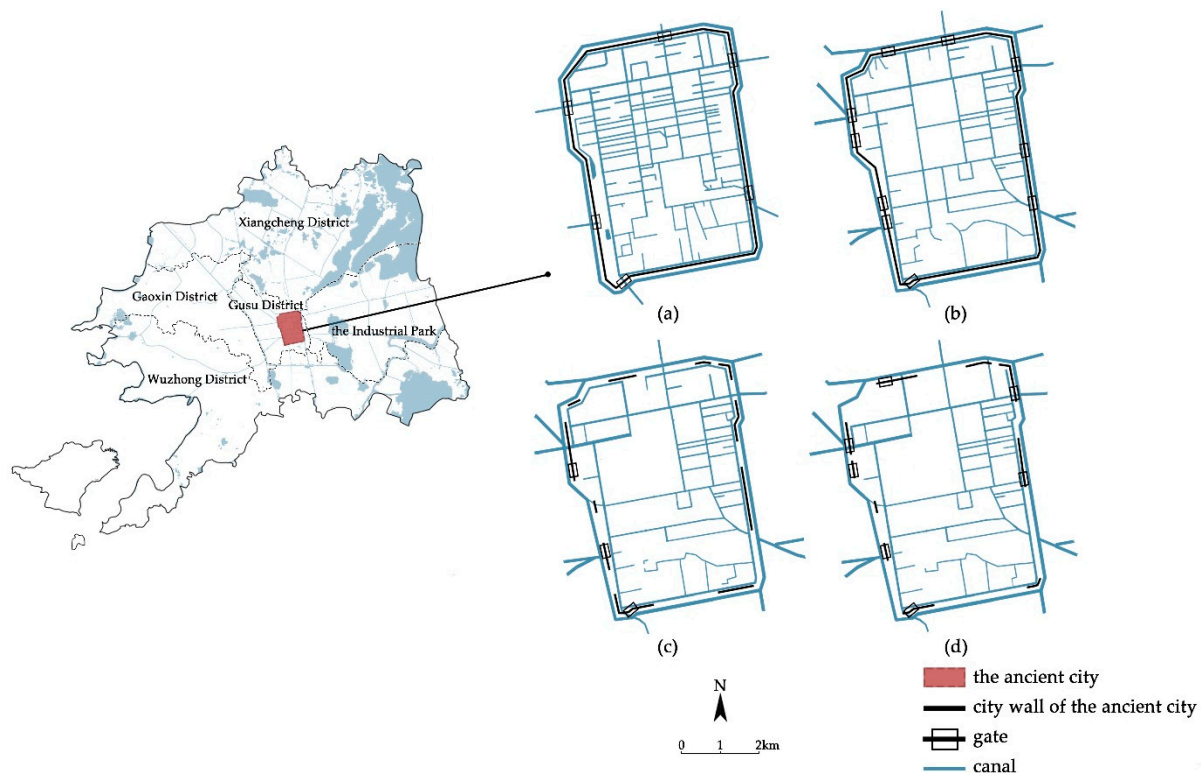 Xiangcheng District
Gaoxin District
Gusu District
the Industrial Park
Wuzhong District
(a)
(b)
(c)
(d)
N
0 1 2km
the ancient city
city wall of the ancient city
gate
canal